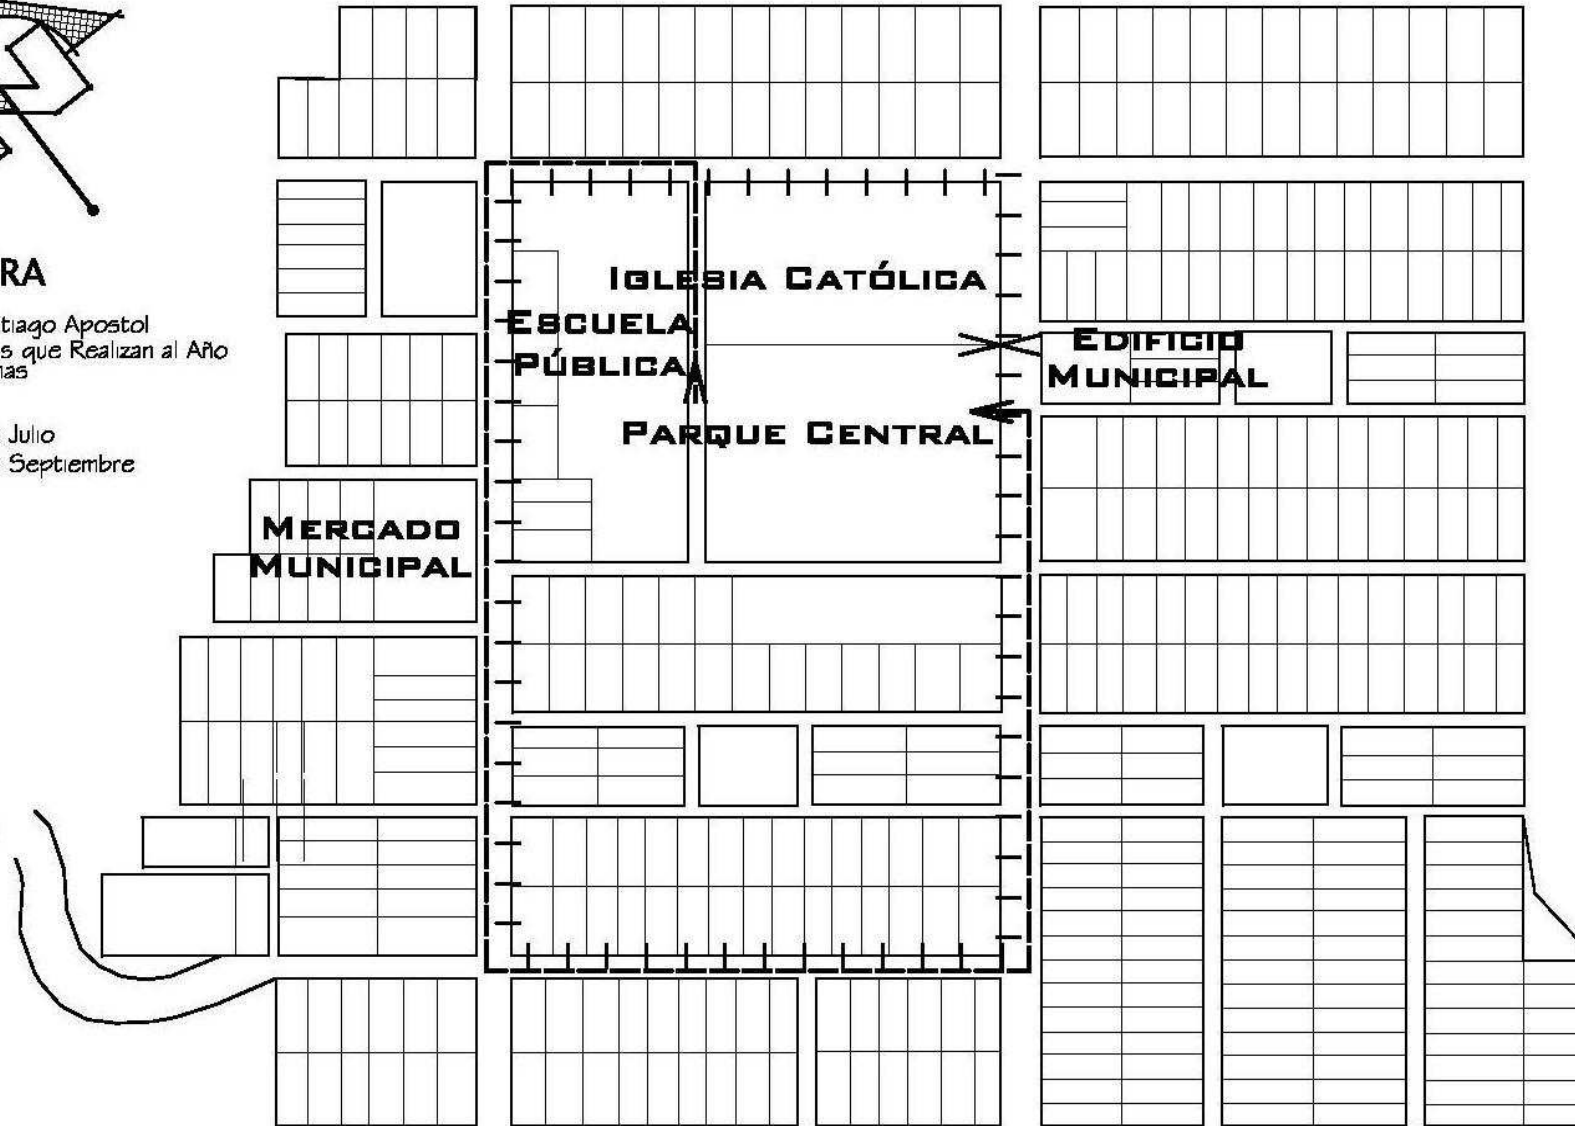 RA
tiago Apostol
s que Realizan al Año
as
Julio
Septiembre
IGLESIA CATÓLICA
ESCUELA
PÚBLICA
EDIFICIO
MUNICIPAL
PARQUE CENTRAL
MERCADO
MUNICIPAL